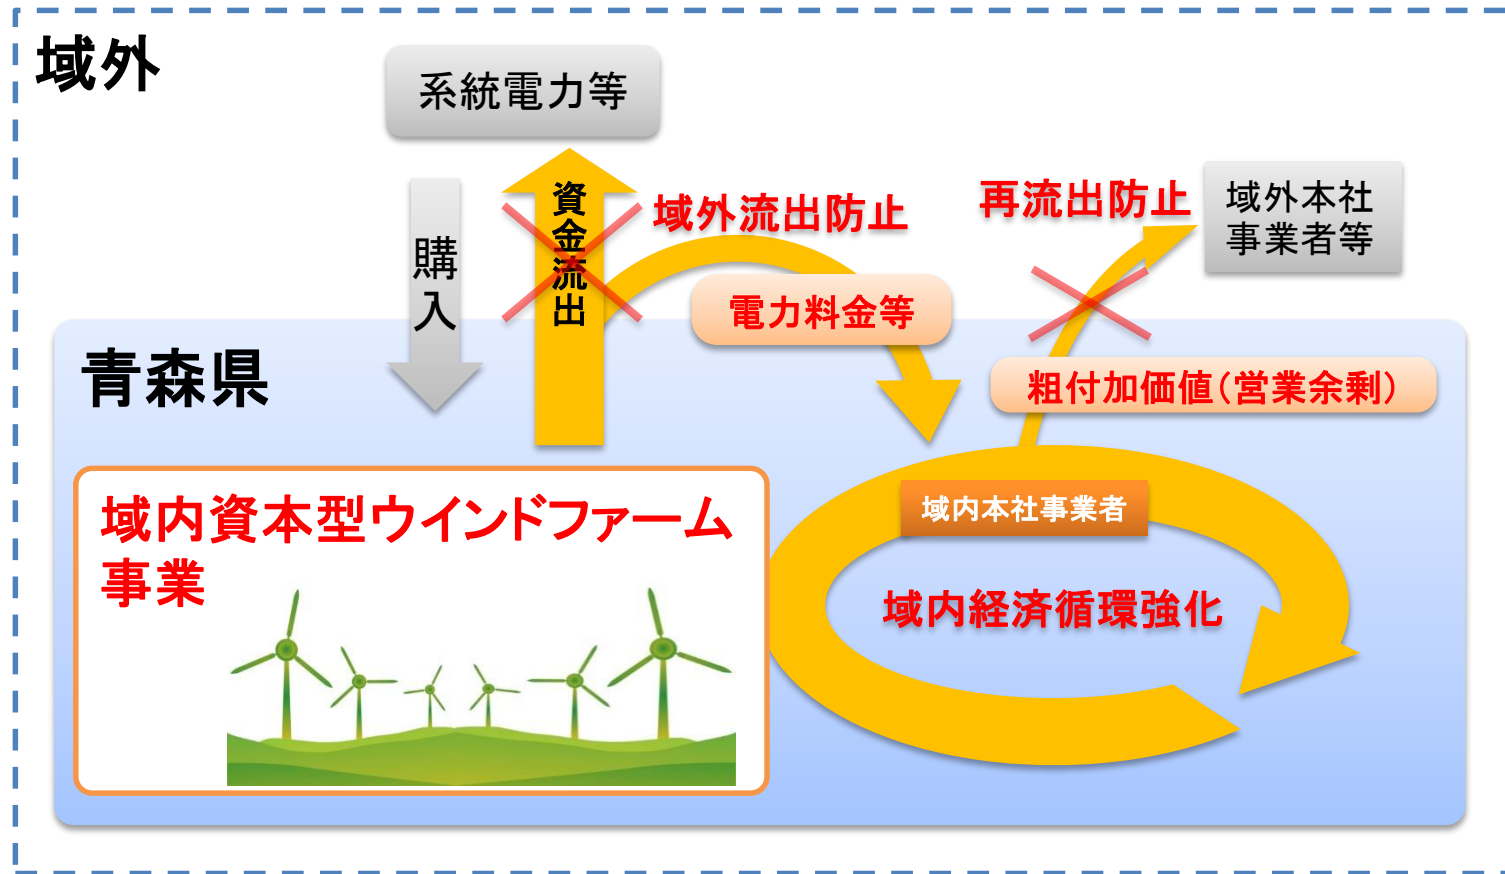 域外
系統電力等
購入
資金流出
域外流出防止
電力料金等
再流出防止
域外本社
事業者等
青森県
粗付加価値（営業余剰）
域内資本型ウインドファーム
事業
域内本社事業者
域内経済循環強化